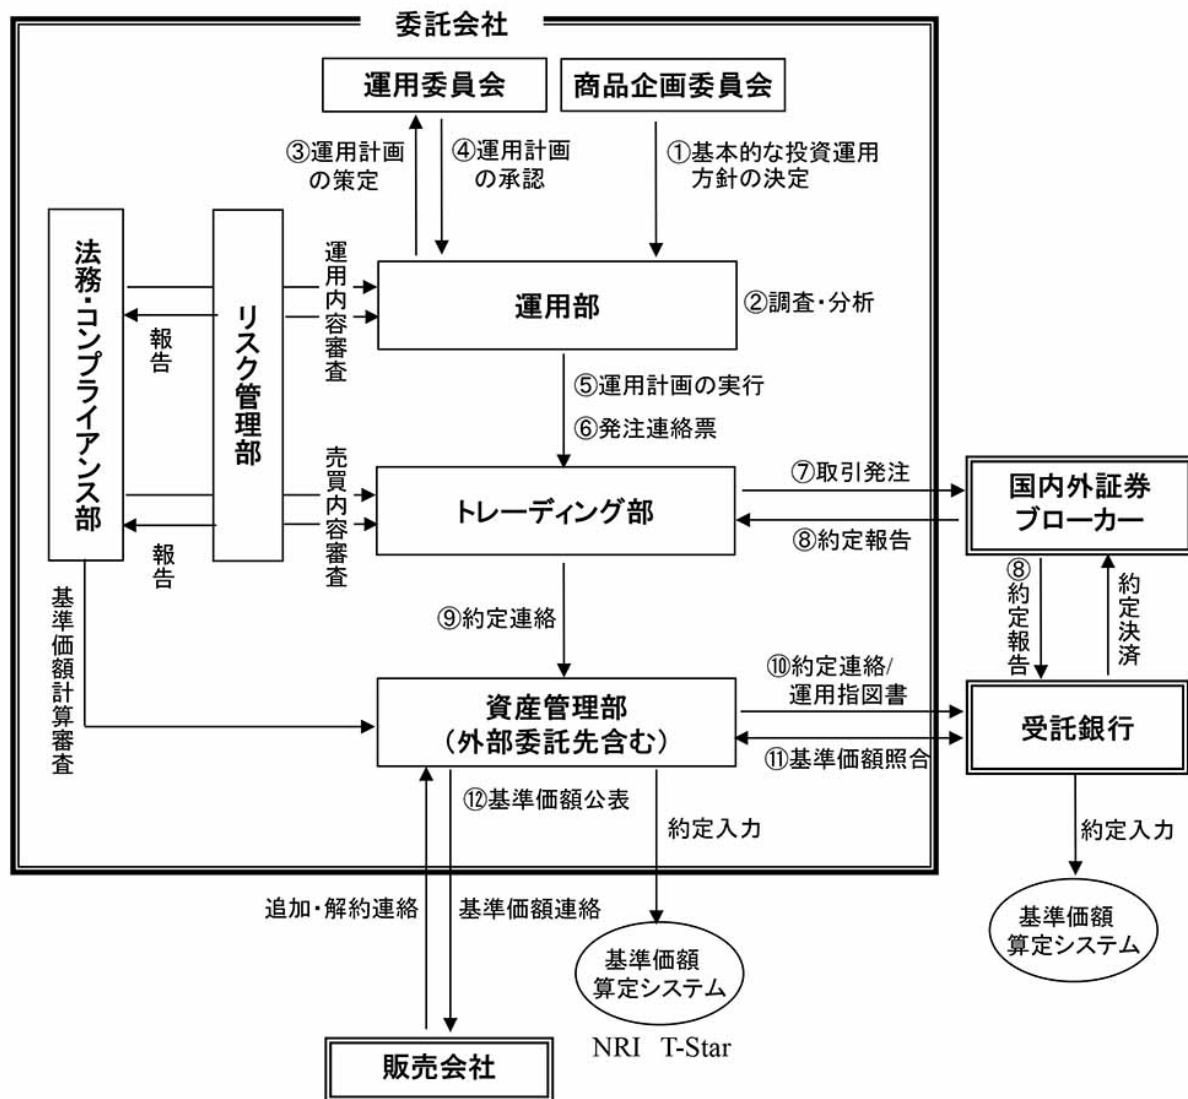 委託会社
運用委員会
商品企画委員会
③運用計画
の策定
④運用計画
の承認
①基本的な投資運用
方針の決定
法務・コンプライアンス部
リスク管理部
運用内容審査
報告
運用部
②調査・分析
⑤運用計画の実行
⑥発注連絡票
売買内容審査
報告
トレーディング部
⑦取引発注
⑧約定報告
国内外証券
ブローカー
⑧約定報告
約定決済
⑨約定連絡
基準価額計算審査
資産管理部
（外部委託先含む）
⑩約定連絡/
運用指図書
⑪基準価額照合
受託銀行
⑫基準価額公表
約定入力
約定入力
追加・解約連絡
基準価額連絡
基準価額
算定システム
基準価額
算定システム
NRI T-Star
販売会社